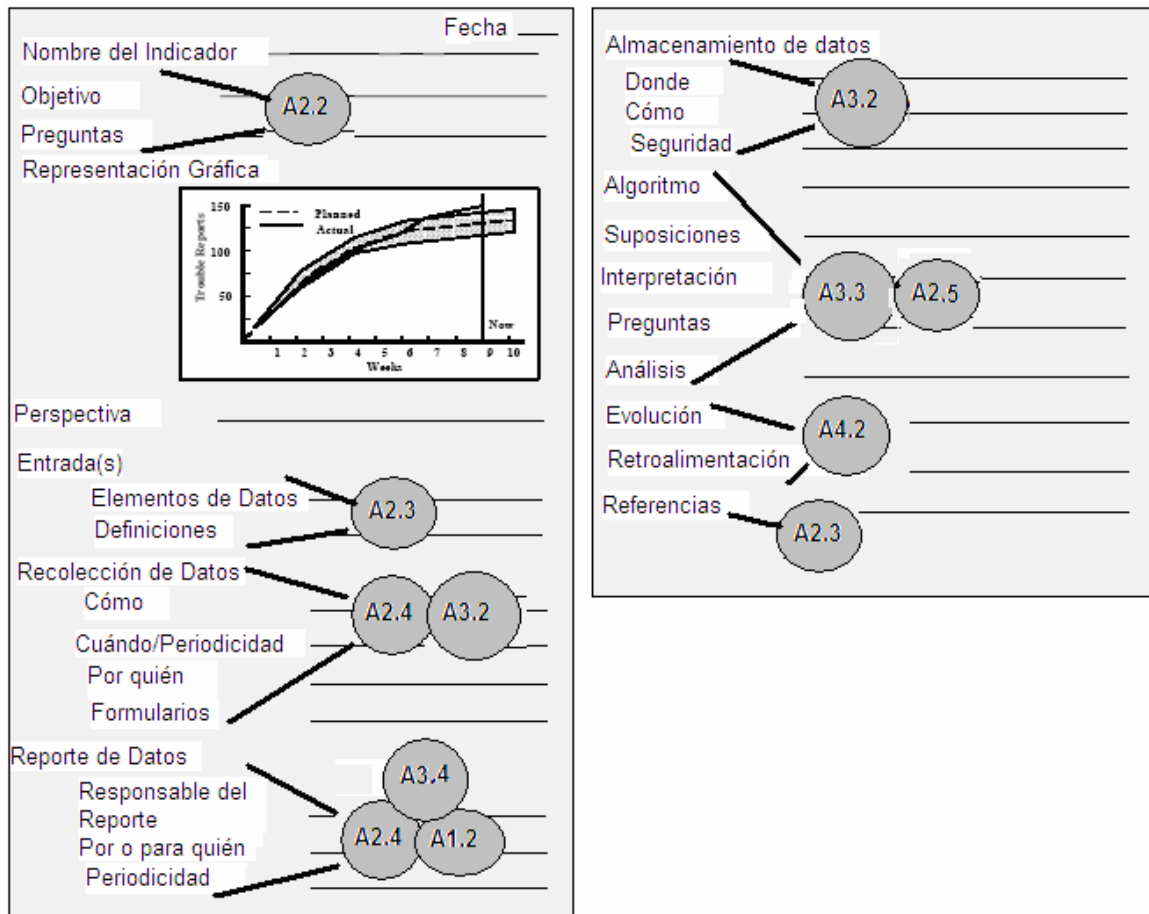 Fecha
Nombre del Indicador
Objetivo
A2.2
Preguntas
Representación Gráfica
150
100
50
Trouble Reports
Planned
Actual
Now
1 2 3 4 5 6 7 8 9 10
Weeks
Perspectiva
Entrada(s)
Elementos de Datos
A2.3
Definiciones
Recolección de Datos
Cómo
A2.4 A3.2
Cuándo/Periodicidad
Por quién
Formularios
Reporte de Datos
A3.4
Responsable del
Reporte
A2.4 A1.2
Por o para quién
Periodicidad
Almacenamiento de datos
Donde
A3.2
Cómo
Seguridad
Algoritmo
Suposiciones
Interpretación
A3.3 A2.5
Preguntas
Análisis
Evolución
A4.2
Retroalimentación
Referencias
A2.3